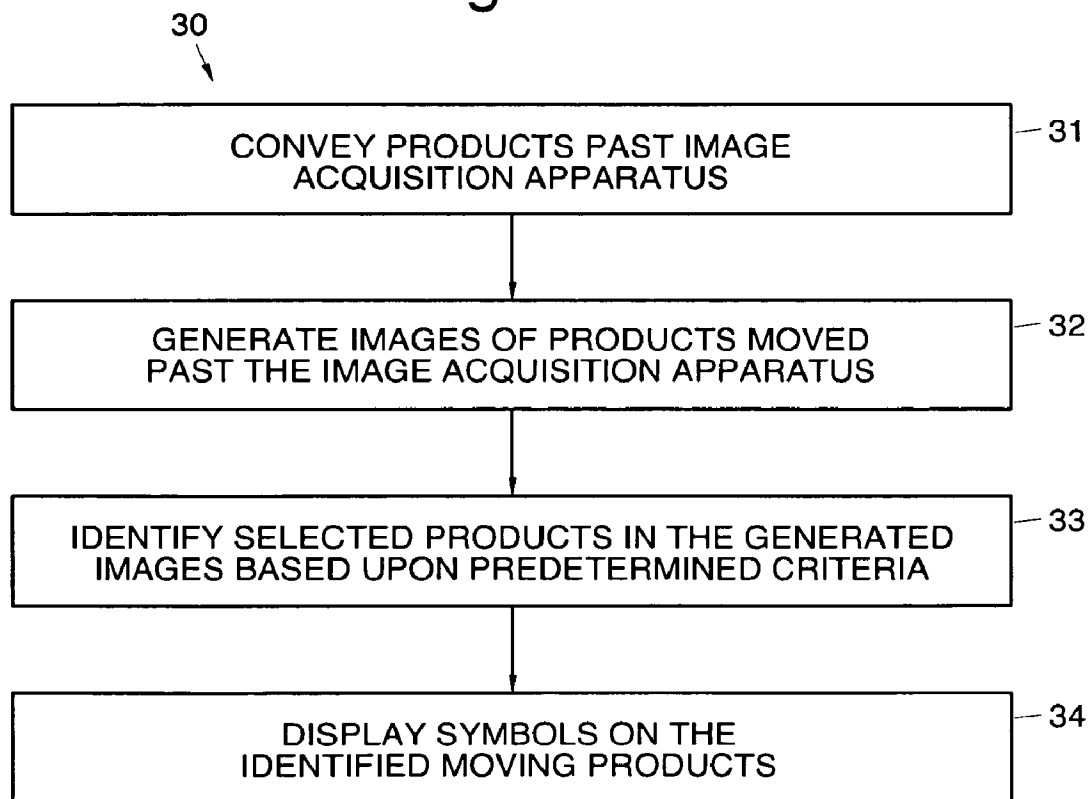 30
CONVEY PRODUCTS PAST IMAGE
ACQUISITION APPARATUS
31
GENERATE IMAGES OF PRODUCTS MOVED
PAST THE IMAGE ACQUISITION APPARATUS
32
IDENTIFY SELECTED PRODUCTS IN THE GENERATED
IMAGES BASED UPON PREDETERMINED CRITERIA
33
DISPLAY SYMBOLS ON THE
IDENTIFIED MOVING PRODUCTS
34